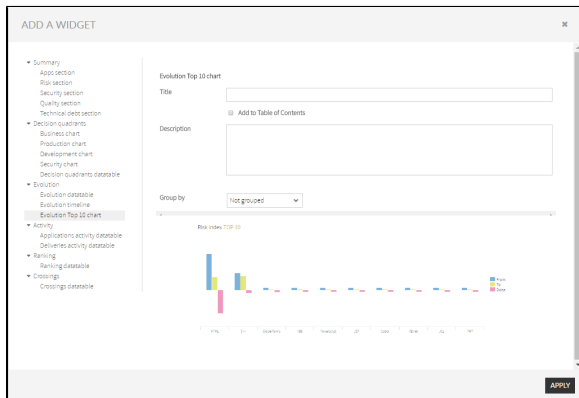 ADD A WIDGET
Summary
Apps section
Risk section
Security section
Quality section
Technical debt section
Decision quadrants
Business chart
Production chart
Development chart
Security chart
Decision quadrants datatable
Evolution
Evolution datatable
Evolution timeline
Evolution Top 10 chart
Activity
Applications activity datatable
Deliveries activity datatable
Ranking
Ranking datatable
Crossings
Crossings datatable
Evolution Top 10 chart
Title
Add to Table of Contents
Description
Group by
Not grouped
Risk Index TOP 10
From
To
APPLY